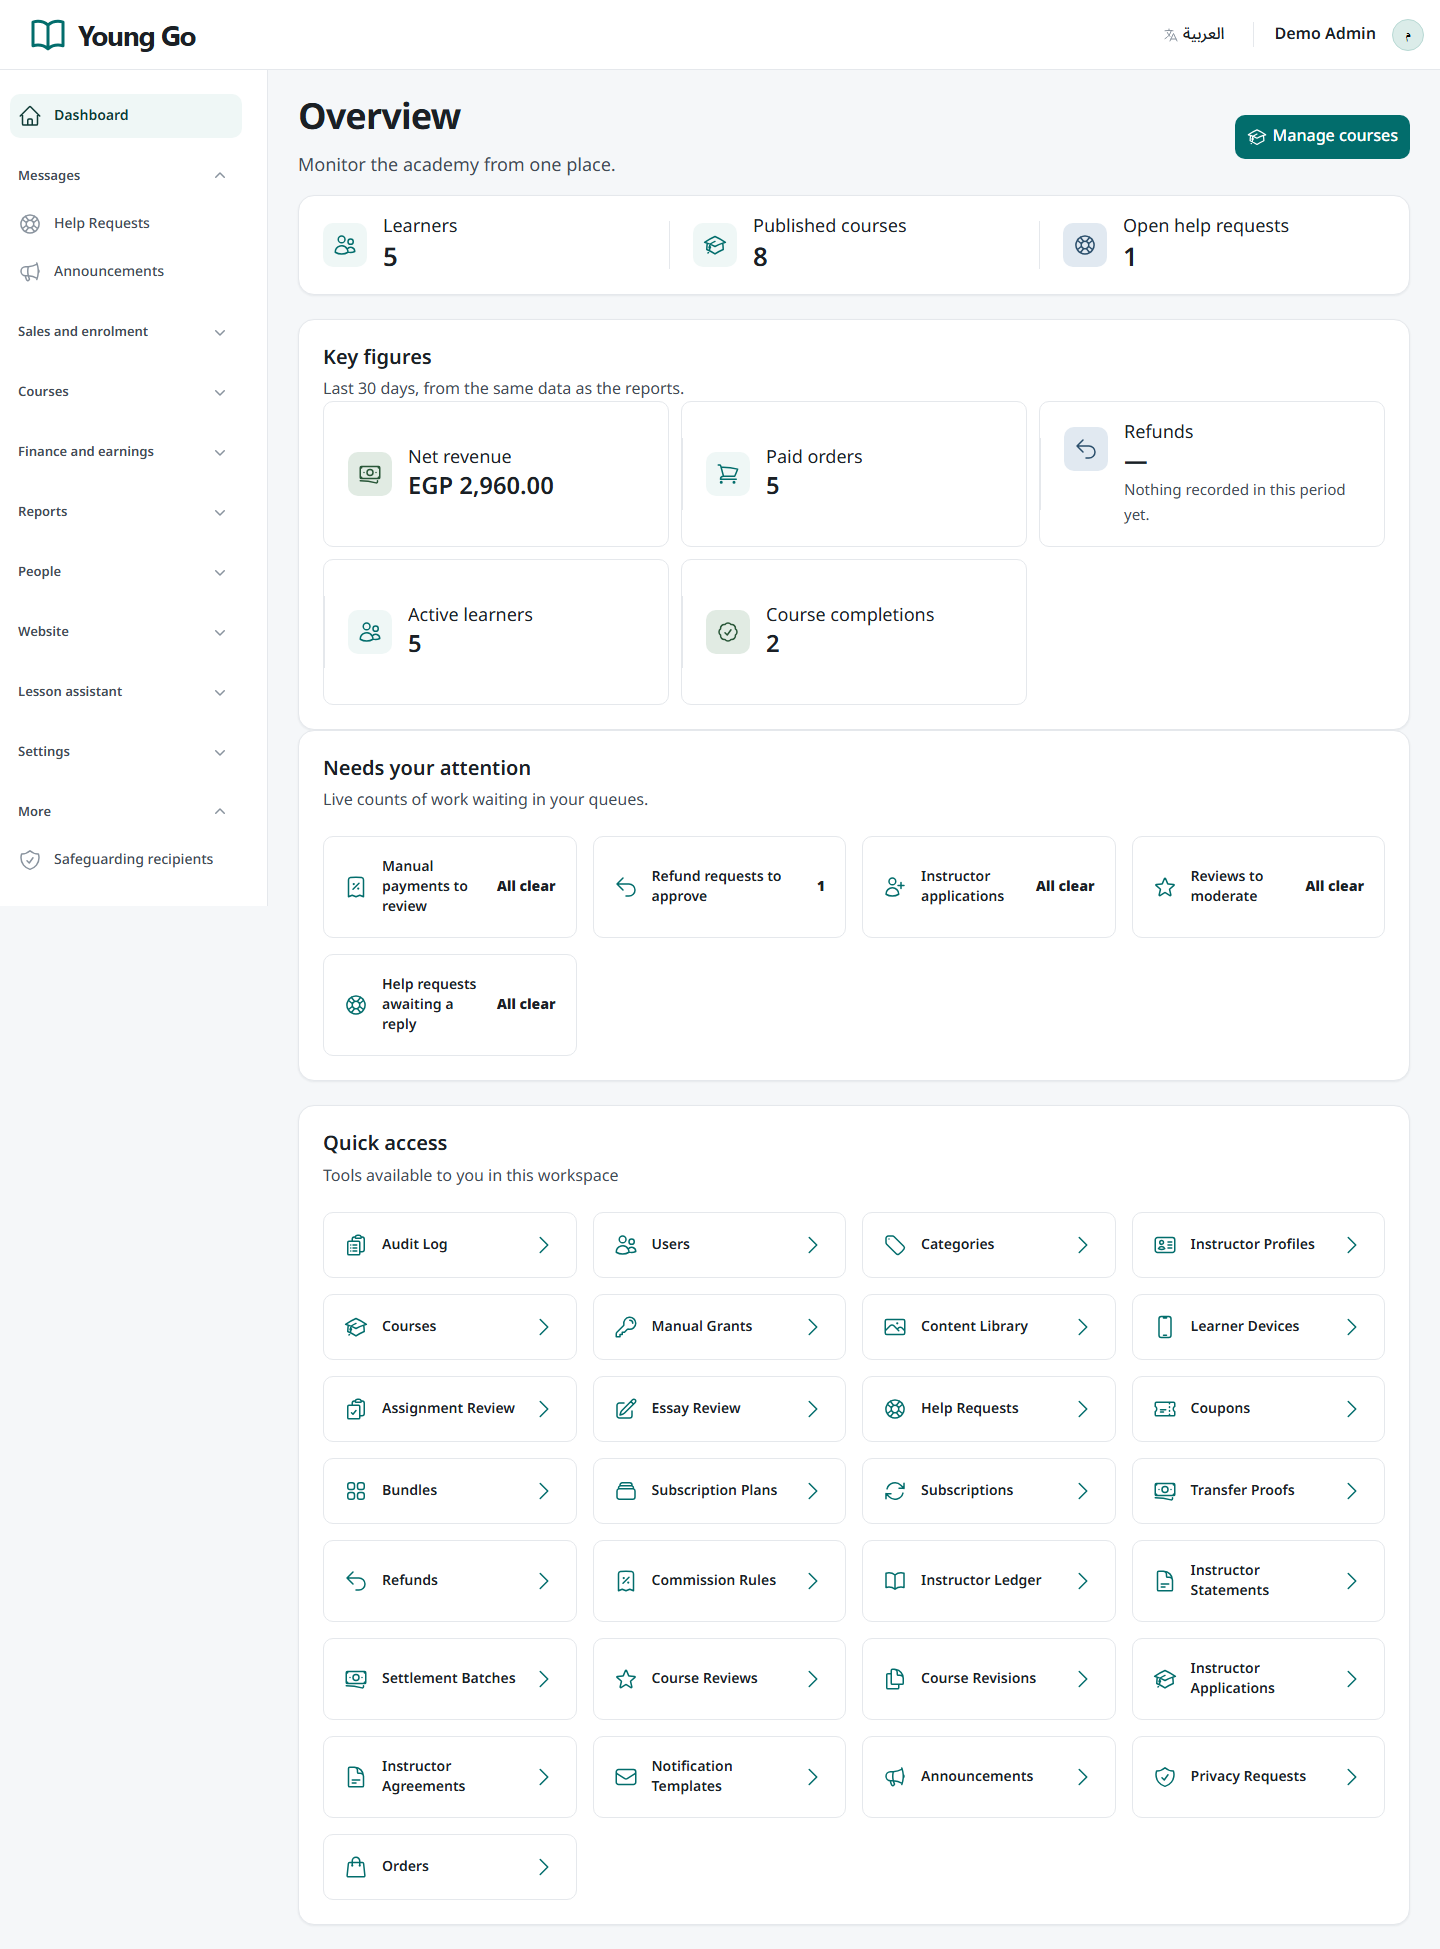 Young Go
العربية
Demo Admin
م
Dashboard
Messages
Help Requests
Announcements
Sales and enrolment
Courses
Finance and earnings
Reports
People
Website
Lesson assistant
Settings
More
Safeguarding recipients
Overview
Monitor the academy from one place.
Manage courses
Learners
5
Published courses
8
Open help requests
1
Key figures
Last 30 days, from the same data as the reports.
Net revenue
EGP 2,960.00
Paid orders
5
Refunds
—
Nothing recorded in this period
yet.
Active learners
5
Course completions
2
Needs your attention
Live counts of work waiting in your queues.
Manual
payments to
review
All clear
Refund requests to
approve
1
Instructor
applications
All clear
Reviews to
moderate
All clear
Help requests
awaiting a
reply
All clear
Quick access
Tools available to you in this workspace
Audit Log
Users
Categories
Instructor Profiles
Courses
Manual Grants
Content Library
Learner Devices
Assignment Review
Essay Review
Help Requests
Coupons
Bundles
Subscription Plans
Subscriptions
Transfer Proofs
Refunds
Commission Rules
Instructor Ledger
Instructor
Statements
Settlement Batches
Course Reviews
Course Revisions
Instructor
Applications
Instructor
Agreements
Notification
Templates
Announcements
Privacy Requests
Orders